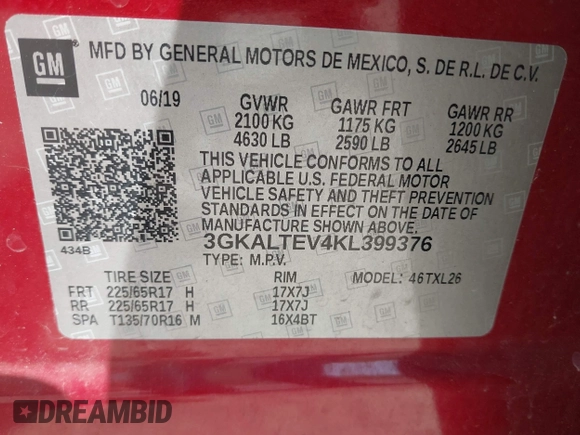 GM
MFD BY GENERAL MOTORS DE MEXICO, S. DE R.L. DE C.V.
06/19 GVWR GAWR FRT GAWR RR
2100 KG 1175 KG 1200 KG
4630 LB 2590 LB 2645 LB
THIS VEHICLE CONFORMS TO ALL
APPLICABLE U.S. FEDERAL MOTOR
VEHICLE SAFETY AND THEFT PREVENTION
STANDARDS IN EFFECT ON THE DATE OF
MANUFACTURE SHOWN ABOVE.
434B 3GKALTEV4KL399376
TYPE: M.P.V. MODEL: 46TXL26
TIRE SIZE RIM
FRT 225/65R17 H 17X7J
RR 225/65R17 H 17X7J
SPA T135/70R16 M 16X4BT
DREAMBID